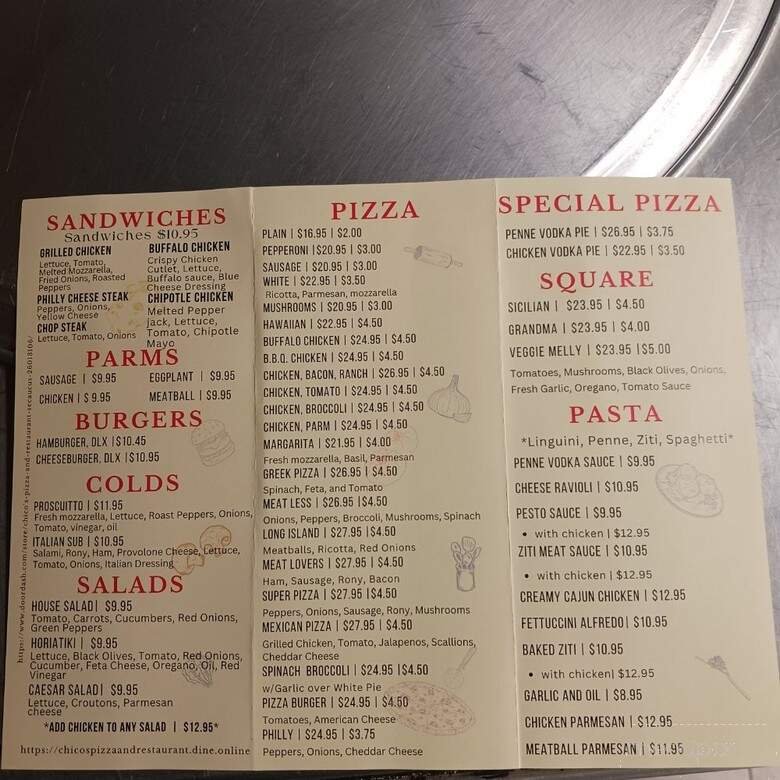 SANDWICHES
Sandwiches $10.95
GRILLED CHICKEN
Lettuce, Tomato,
Melted Mozzarella,
Fried Onions, Roasted
Peppers
PHILLY CHEESE STAK
Peppers, Onions,
Yellow Cheese
CHOP STEAK
Lettuce, Tomato, Onions
BUFFALO CHICKEN
Crispy Chicken
Cutlet, Lettuce,
Buffalo sauce, Blue
Cheese Dressing
CHIPOTLE CHICKEN
Melted Pepper
jack, Lettuce,
Tomato, Chipotle
Mayo
PARMS
SAUSAGE | $9.95 EGGPLANT | $9.95
CHICKEN | $ 9.95 MEATBALL | $9.95
BURGERS
HAMBURGER, DLX |$10.45
CHEESEBURGER, DLX |$10.95
COLDS
PROSCUITTO | $11.95
Fresh mozzarella, Lettuce, Roast Peppers, Onions,
Tomato, vinegar, oil
ITALIAN SUB | $10.95
Salami, Rony, Ham, Provolone Cheese, Lettuce,
Tomato, Onions, Italian Dressing
SALADS
HOUSE SALAD| $9.95
Tomato, Carrots, Cucumbers, Red Onions,
Green Peppers
HORIATIKI | $9.95
Lettuce, Black Olives, Tomato, Red Onions,
Cucumber, Feta Cheese, Oregano, Oil, Red
Vinegar
CAESAR SALAD| $9.95
Lettuce, Croutons, Parmesan
cheese
*ADD CHICKEN TO ANY SALAD | $12.95*
https://chicospizzaandrestaurant.dine.online
https://www.doordash.com/store/chico's-pizza-and-restaurant-secaucus-26018106/
PIZZA
PLAIN | $16.95 | $2.00
PEPPERONI |$20.95 | $3.00
SAUSAGE | $20.95 | $3.00
WHITE | $22.95 | $3.50
Ricotta, Parmesan, mozzarella
MUSHROOMS | $20.95 | $3.00
HAWAIIAN | $22.95 | $4.50
BUFFALO CHICKEN | $24.95 |$4.50
B.B.Q. CHICKEN | $24.95 | $4.50
CHICKEN, BACON, RANCH | $26.95 | $4.50
CHICKEN, TOMATO | $24.95 | $4.50
CHICKEN, BROCCOLI | $24.95 | $4.50
CHICKEN, PARM | $24.95 | $4.50
MARGARITA | $21.95 | $4.00
Fresh mozzarella, Basil, Parmesan
GREEK PIZZA | $26.95 | $4.50
Spinach, Feta, and Tomato
MEAT LESS | $26.95 |$4.50
Onions, Peppers, Broccoli, Mushrooms, Spinach
LONG ISLAND | $27.95 |$4.50
Meatballs, Ricotta, Red Onions
MEAT LOVERS | $27.95 | $4.50
Ham, Sausage, Rony, Bacon
SUPER PIZZA | $27.95 |$4.50
Peppers, Onions, Sausage, Rony, Mushrooms
MEXICAN PIZZA | $27.95 | $4.50
Grilled Chicken, Tomato, Jalapenos, Scallions,
Cheddar Cheese
SPINACH BROCCOLI | $24.95 |$4.50
w/Garlic over White Pie
PIZZA BURGER | $24.95 | $4.50
Tomatoes, American Cheese
PHILLY | $24.95 | $3.75
Peppers, Onions, Cheddar Cheese
SPECIAL PIZZA
PENNE VODKA PIE | $26.95 | $3.75
CHICKEN VODKA PIE | $22.95 | $3.50
SQUARE
SICILIAN | $23.95 | $4.50
GRANDMA | $23.95 | $4.00
VEGGIE MELLY | $23.95 |$5.00
Tomatoes, Mushrooms, Black Olives, Onions,
Fresh Garlic, Oregano, Tomato Sauce
PASTA
*Linguini, Penne, Ziti, Spaghetti*
PENNE VODKA SAUCE | $9.95
CHEESE RAVIOLI | $10.95
PESTO SAUCE | $9.95
• with chicken | $12.95
ZITI MEAT SAUCE | $10.95
• with chicken | $12.95
CREAMY CAJUN CHICKEN | $12.95
FETTUCCINI ALFREDO| $10.95
BAKED ZITI | $10.95
• with chicken| $12.95
GARLIC AND OIL | $8.95
CHICKEN PARMESAN | $12.95
MEATBALL PARMESAN | $11.95